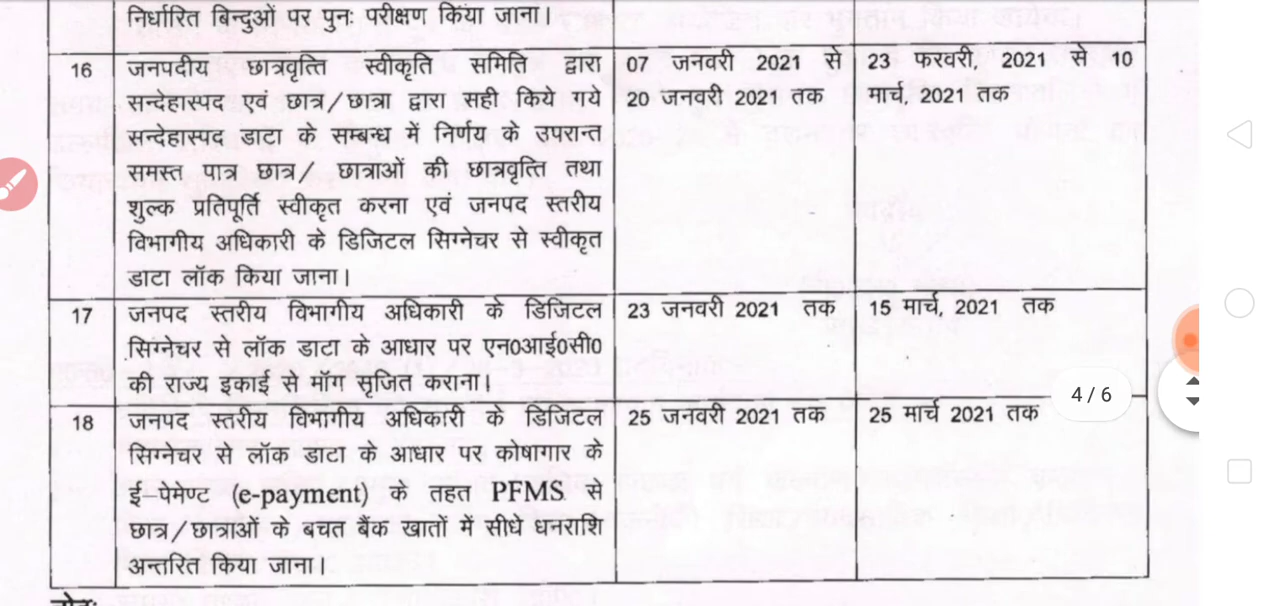 निर्धारित बिन्दुओं पर पुनः परीक्षण किया जाना।
16 जनपदीय छात्रवृत्ति स्वीकृति समिति द्वारा 07 जनवरी 2021 से 23 फरवरी, 2021 से 10
सन्देहास्पद एवं छात्र/छात्रा द्वारा सही किये गये 20 जनवरी 2021 तक मार्च, 2021 तक
सन्देहास्पद डाटा के सम्बन्ध में निर्णय के उपरान्त
समस्त पात्र छात्र/ छात्राओं की छात्रवृत्ति तथा
शुल्क प्रतिपूर्ति स्वीकृत करना एवं जनपद स्तरीय
विभागीय अधिकारी के डिजिटल सिग्नेचर से स्वीकृत
डाटा लॉक किया जाना।
17 जनपद स्तरीय विभागीय अधिकारी के डिजिटल 23 जनवरी 2021 तक 15 मार्च, 2021 तक
सिग्नेचर से लॉक डाटा के आधार पर एन0आई0सी0
की राज्य इकाई से माँग सृजित कराना।
4/6
18 जनपद स्तरीय विभागीय अधिकारी के डिजिटल 25 जनवरी 2021 तक 25 मार्च 2021 तक
सिग्नेचर से लॉक डाटा के आधार पर कोषागार के
ई-पेमेण्ट (e-payment) के तहत PFMS से
छात्र/छात्राओं के बचत बैंक खातों में सीधे धनराशि
अन्तरित किया जाना।